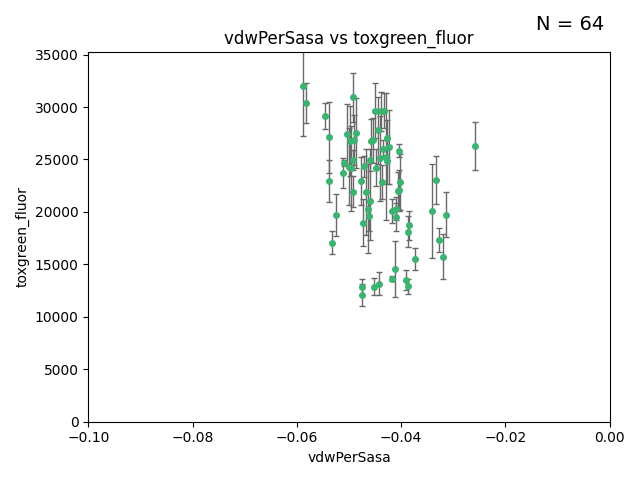 N = 64
vdwPerSasa vs toxgreen_fluor
35000
30000
25000
20000
15000
10000
5000
0
toxgreen_fluor
−0.10 −0.08 −0.06 −0.04 −0.02 0.00
vdwPerSasa